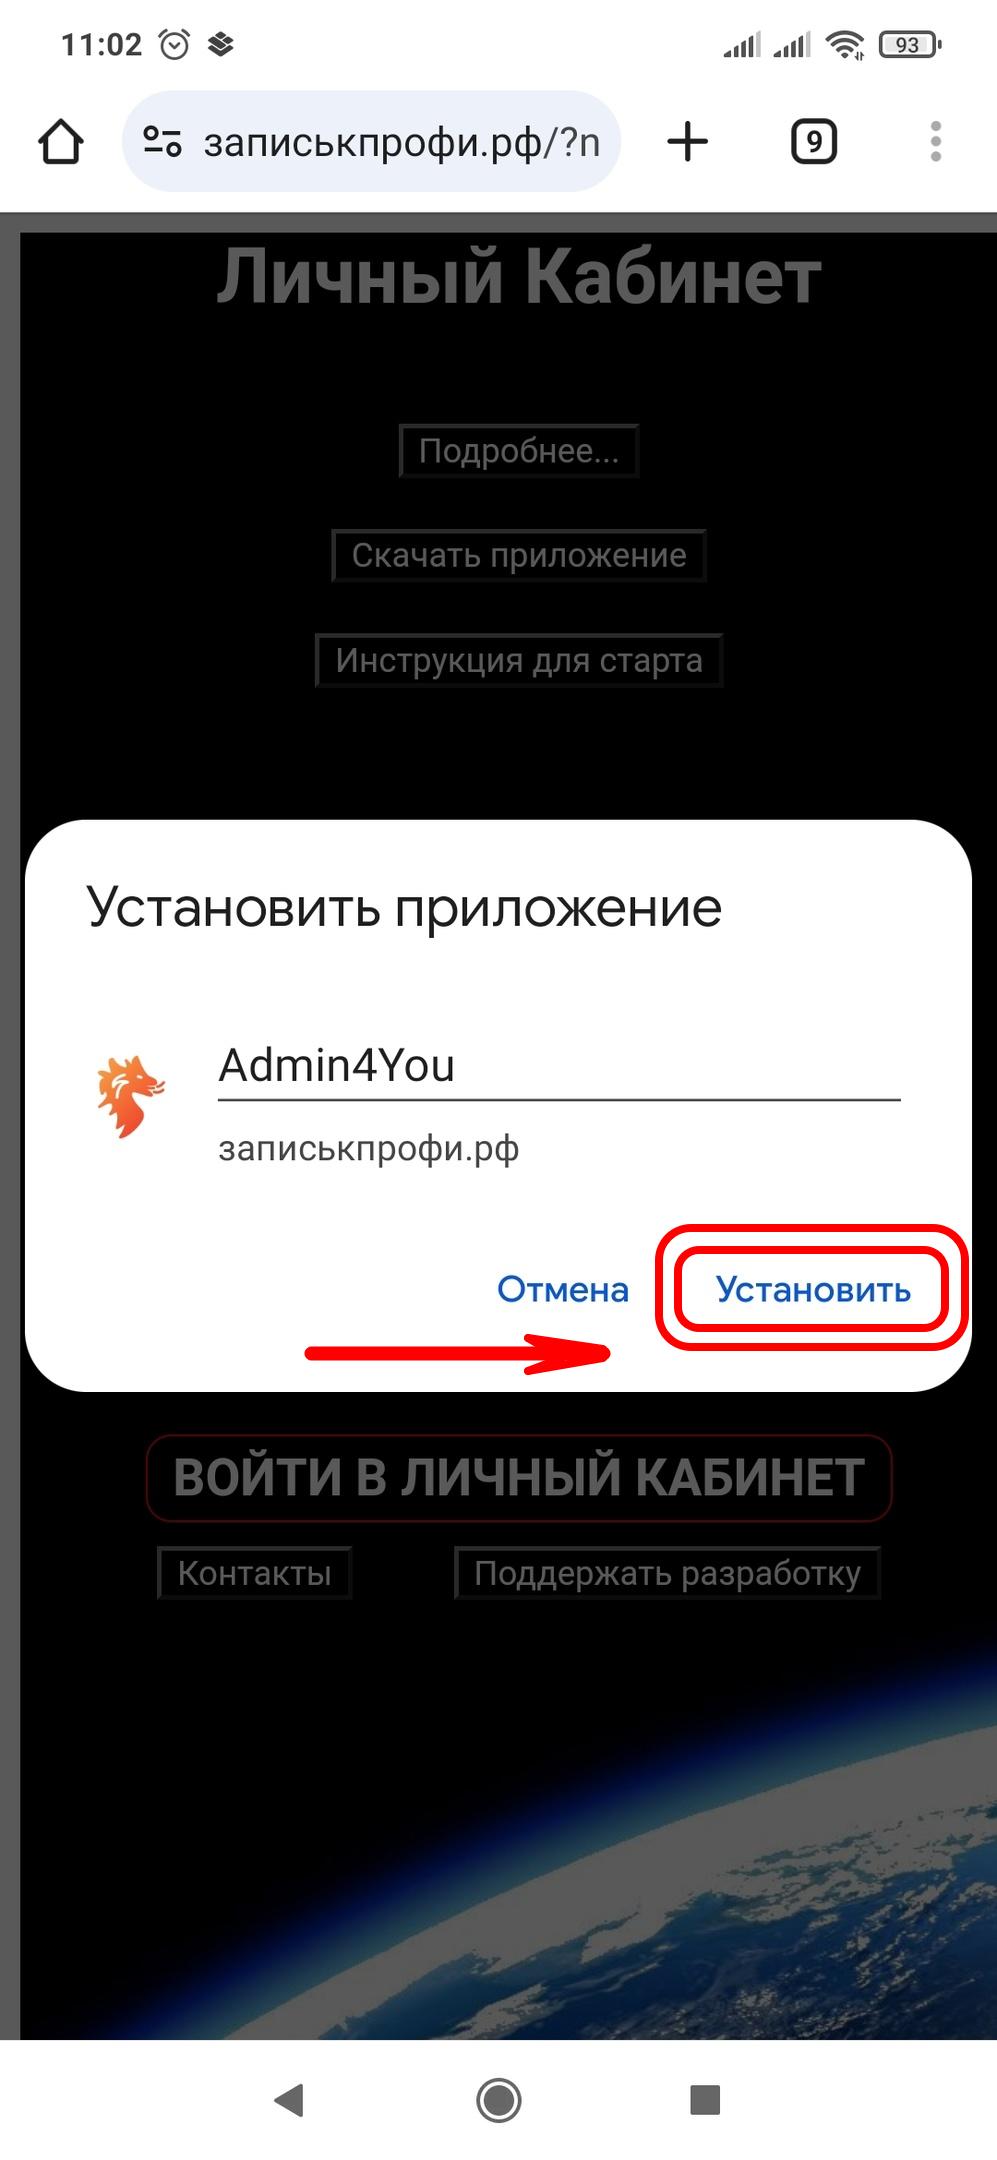 11:02
93
записькпрофи.рф/?n
9
Личный Кабинет
Подробнее...
Скачать приложение
Инструкция для старта
Установить приложение
Admin4You
записькпрофи.рф
Отмена Установить
ВОЙТИ В ЛИЧНЫЙ КАБИНЕТ
Контакты Поддержать разработку